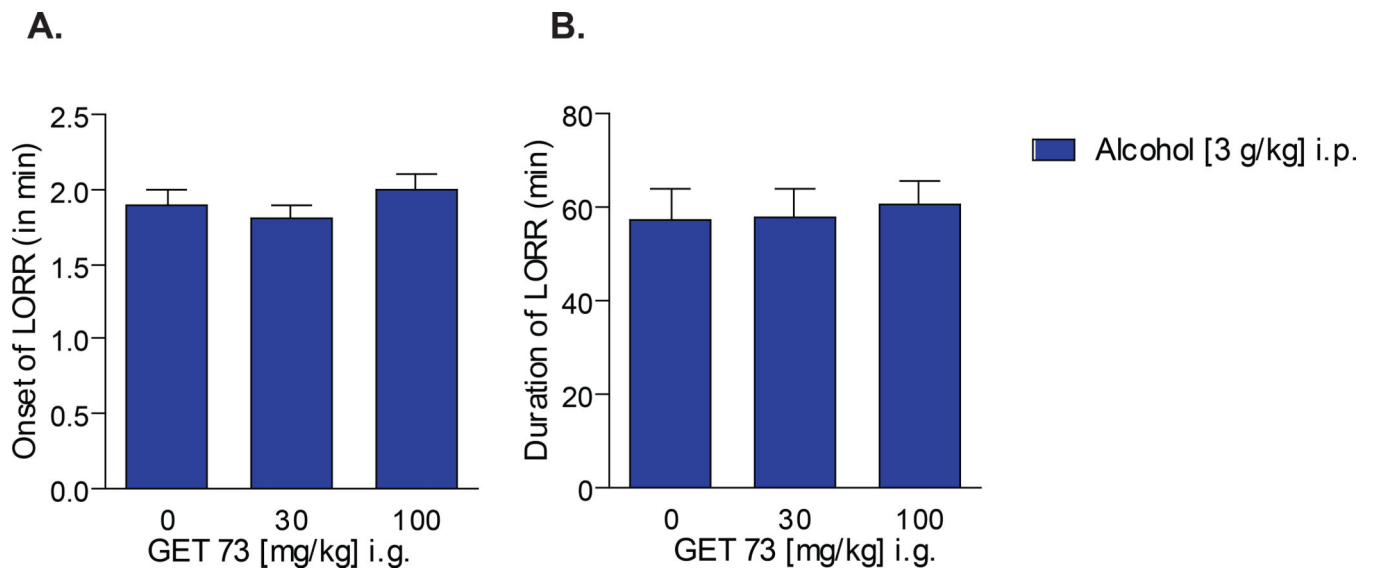 A.
Onset of LORR (in min)
2.5
2.0
1.5
1.0
0.5
0.0
0 30 100
GET 73 [mg/kg] i.g.
B.
Duration of LORR (min)
80
60
40
20
0
0 30 100
GET 73 [mg/kg] i.g.
Alcohol [3 g/kg] i.p.